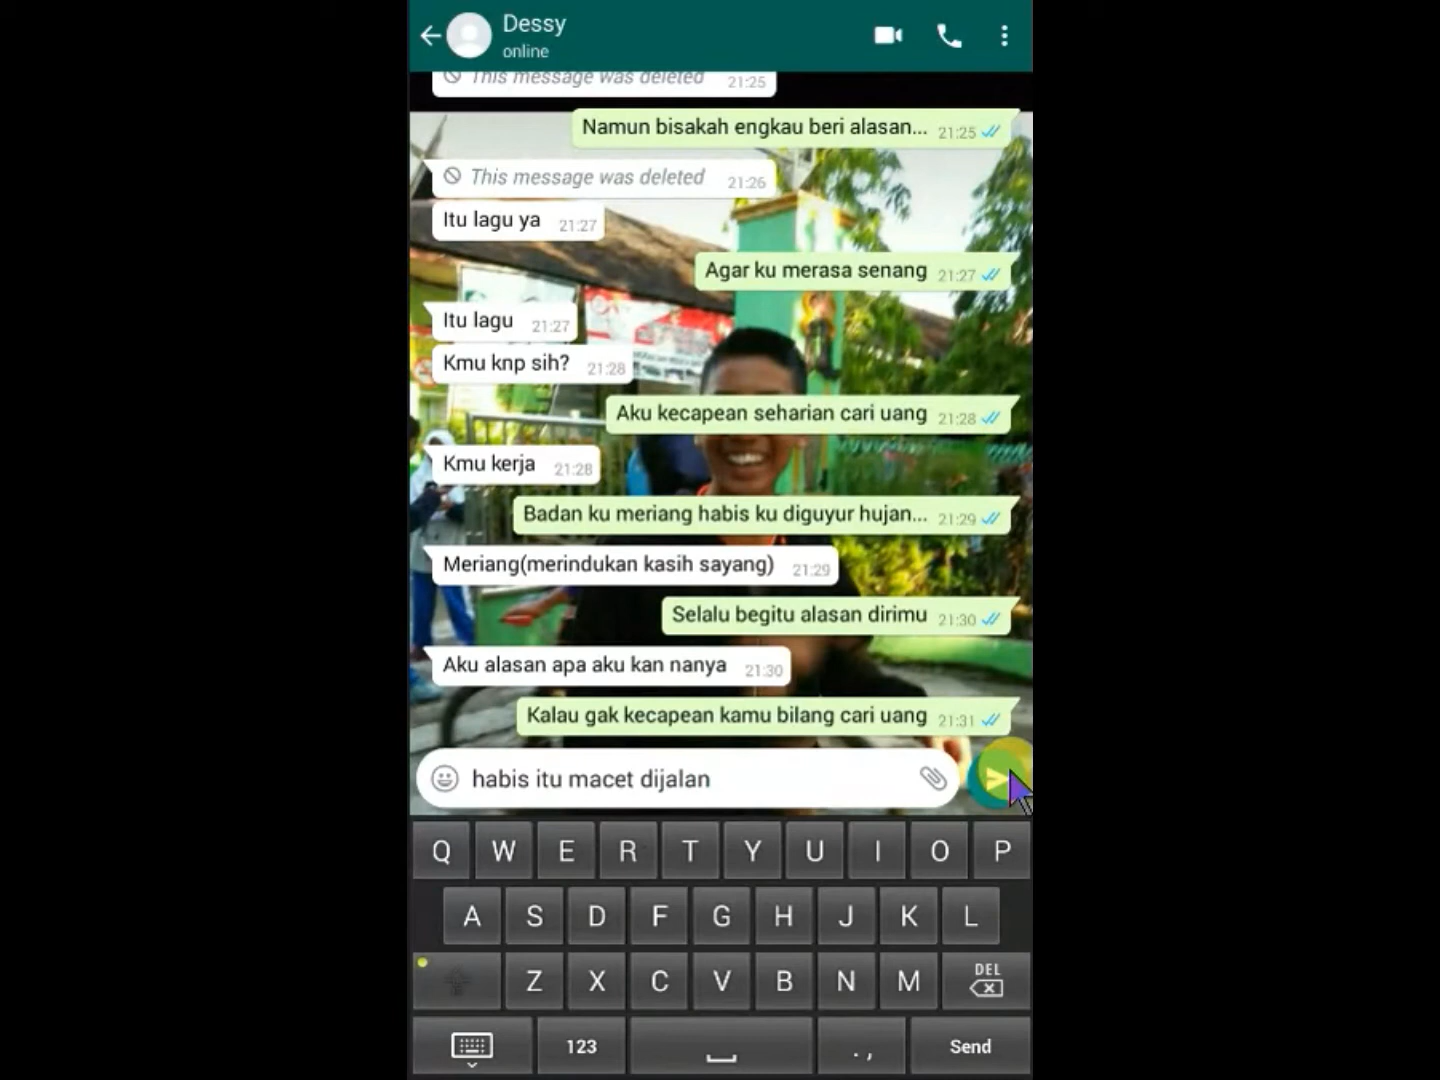 Dessy
online
This message was deleted 21:25
Namun bisakah engkau beri alasan... 21:25
This message was deleted 21:26
Itu lagu ya 21:27
Agar ku merasa senang 21:27
Itu lagu 21:27
Kmu knp sih? 21:28
Aku kecapean seharian cari uang 21:28
Kmu kerja 21:28
Badan ku meriang habis ku diguyur hujan... 21:29
Meriang(merindukan kasih sayang) 21:29
Selalu begitu alasan dirimu 21:30
Aku alasan apa aku kan nanya 21:30
Kalau gak kecapean kamu bilang cari uang 21:31
habis itu macet dijalan
Q W E R T Y U I O P
A S D F G H J K L
Z X C V B N M DEL
123 . , Send